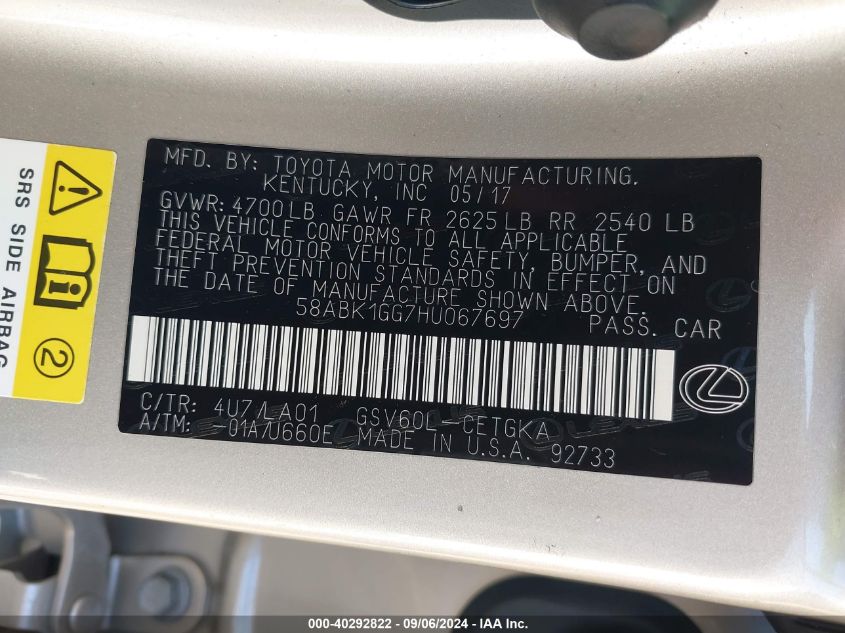 MFD. BY: TOYOTA MOTOR MANUFACTURING.
KENTUCKY, INC 05/17
GVWR: 4700LB GAWR FR 2625LB RR 2540 LB
THIS VEHICLE CONFORMS TO ALL APPLICABLE
FEDERAL MOTOR VEHICLE SAFETY, BUMPER, AND
THEFT PREVENTION STANDARDS IN EFFECT ON
THE DATE OF MANUFACTURE SHOWN ABOVE.
58ABK1GG7HU067697 PASS. CAR
C/TR: 4U7/LA01 GSV60L-CETGKA
A/TM: -01A/U660E MADE IN U.S.A. 92733
SRS SIDE AIRBAG
2
000-40292822 - 09/06/2024 - IAA Inc.